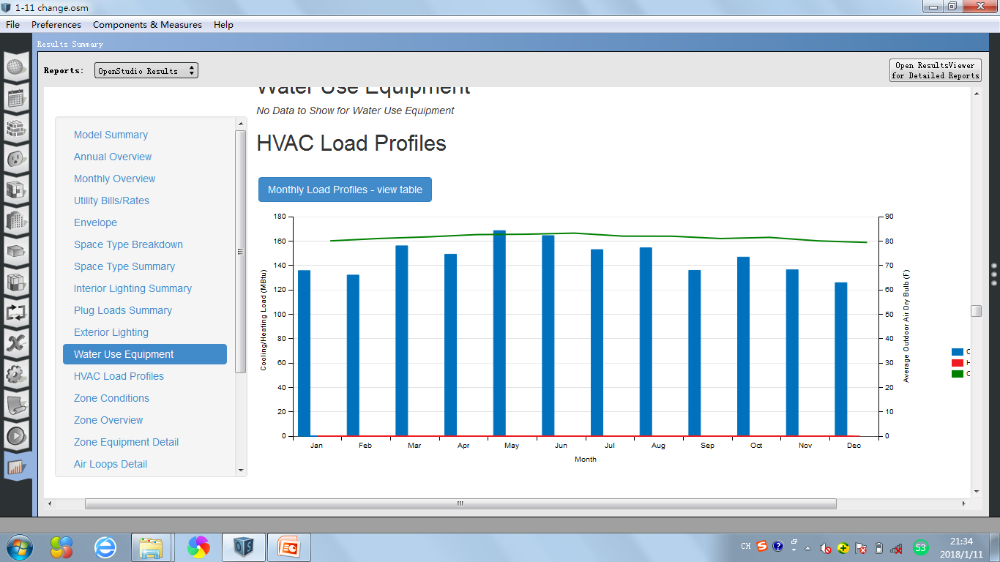 1-11 change.osm
File Preferences Components & Measures Help
Results Summary
Reports: OpenStudio Results
Open ResultsViewer
for Detailed Reports
Water Use Equipment
No Data to Show for Water Use Equipment
HVAC Load Profiles
Monthly Load Profiles - view table
Model Summary
Annual Overview
Monthly Overview
Utility Bills/Rates
Envelope
Space Type Breakdown
Space Type Summary
Interior Lighting Summary
Plug Loads Summary
Exterior Lighting
Water Use Equipment
HVAC Load Profiles
Zone Conditions
Zone Overview
Zone Equipment Detail
Air Loops Detail
Cooling/Heating Load (MBtu)
180
160
140
120
100
80
60
40
20
0
Jan Feb Mar Apr May Jun Jul Aug Sep Oct Nov Dec
Month
90
80
70
60
50
40
30
20
10
0
Average Outdoor Air Dry Bulb (F)
C
H
C
CH
53
21:34
2018/1/11